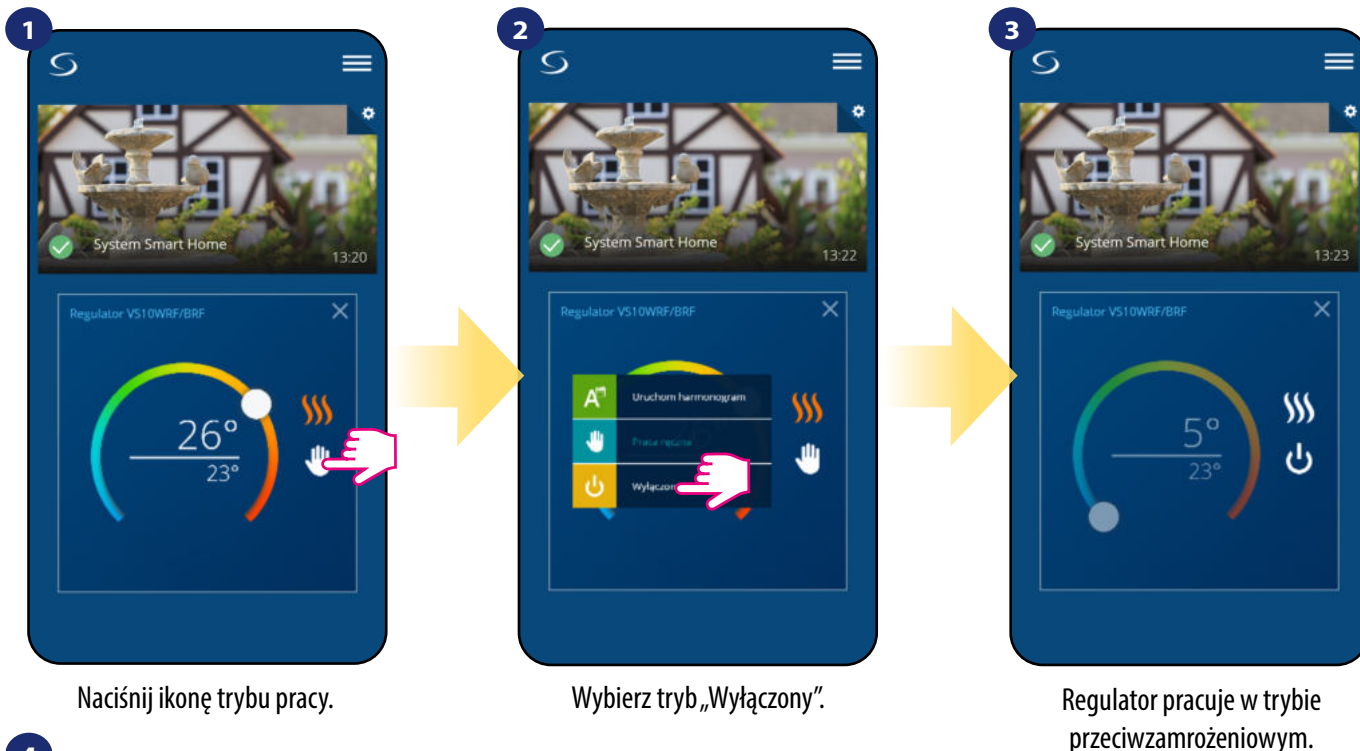 1
System Smart Home
13:20
Regulator VS10WRF/BRF
26°
23°
Naciśnij ikonę trybu pracy.
2
System Smart Home
13:22
Regulator VS10WRF/BRF
A
Uruchom harmonogram
Praca ręczna
Wybierz tryb „Wyłączony”.
3
System Smart Home
13:23
Regulator VS10WRF/BRF
5°
23°
Regulator pracuje w trybie
przeciwzamrożeniowym.